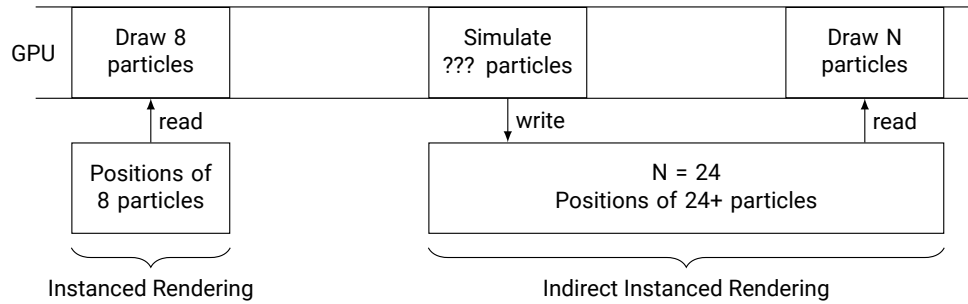 GPU
Draw 8
particles
Simulate
??? particles
Draw N
particles
read
write
read
Positions of
8 particles
N = 24
Positions of 24+ particles
Instanced Rendering
Indirect Instanced Rendering